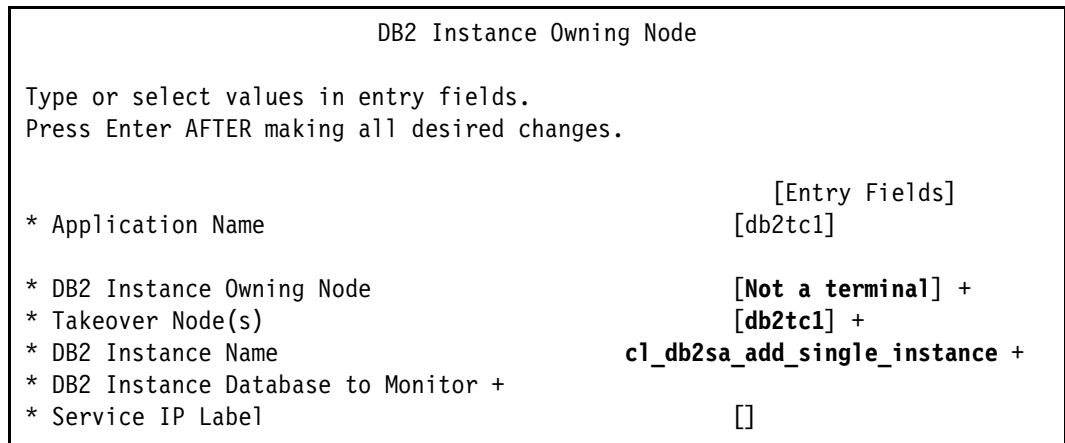 DB2 Instance Owning Node
Type or select values in entry fields.
Press Enter AFTER making all desired changes.
[Entry Fields]
* Application Name [db2tc1]
* DB2 Instance Owning Node [Not a terminal] +
* Takeover Node(s) [db2tc1] +
* DB2 Instance Name cl_db2sa_add_single_instance +
* DB2 Instance Database to Monitor +
* Service IP Label []